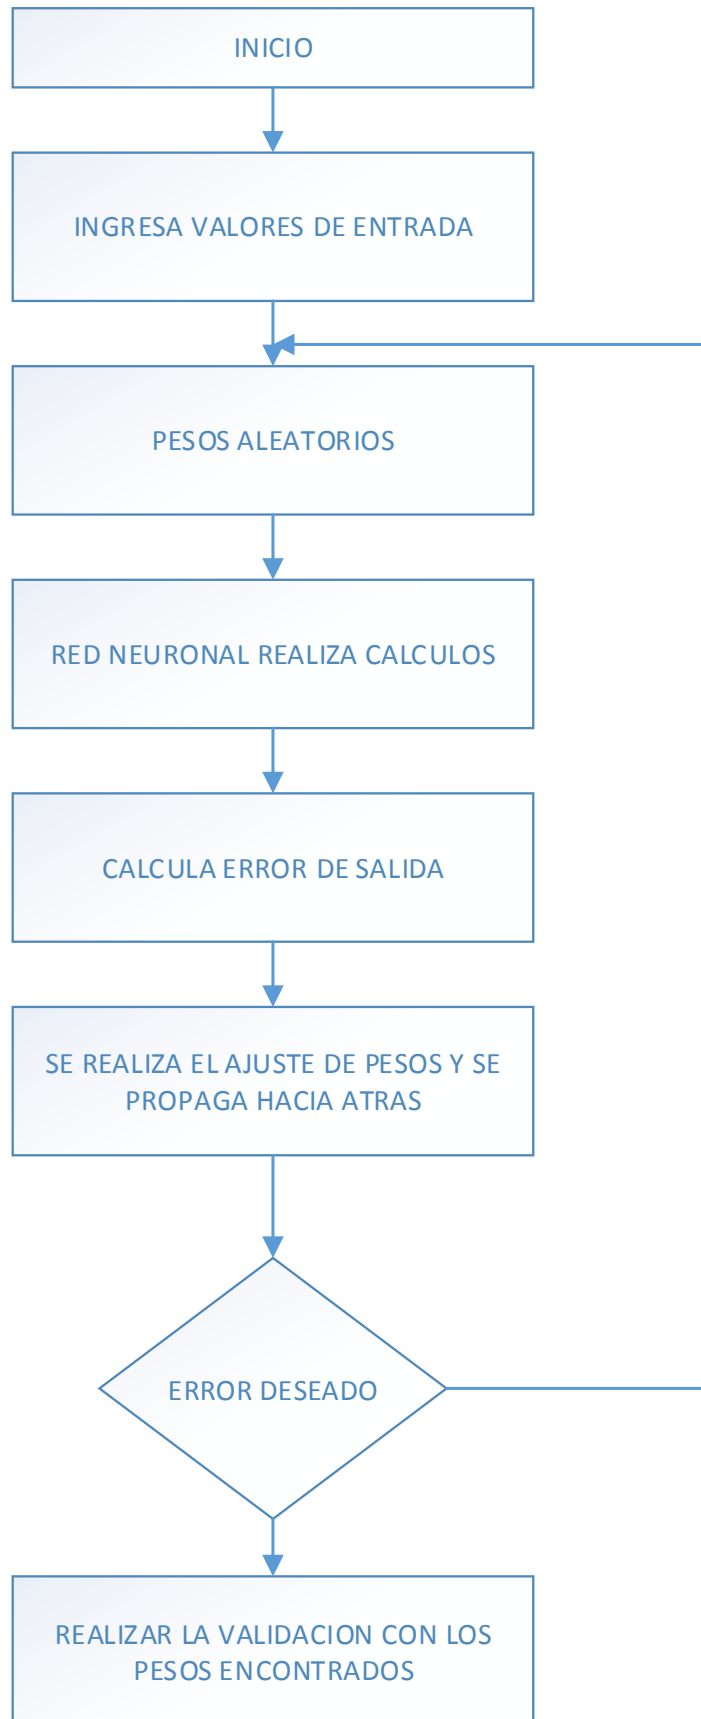 INICIO
INGRESA VALORES DE ENTRADA
PESOS ALEATORIOS
RED NEURONAL REALIZA CALCULOS
CALCULA ERROR DE SALIDA
SE REALIZA EL AJUSTE DE PESOS Y SE
PROPAGA HACIA ATRAS
ERROR DESEADO
REALIZAR LA VALIDACION CON LOS
PESOS ENCONTRADOS